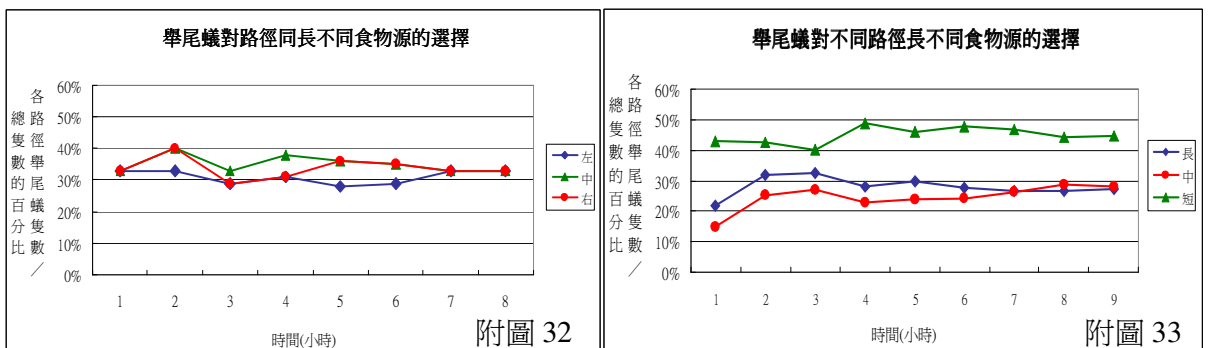 舉尾蟻對路徑同長不同食物源的選擇
各路徑舉尾蟻隻數／
總隻數的百分比
60%
50%
40%
30%
20%
10%
0%
1 2 3 4 5 6 7 8
時間(小時)
左
中
右
附圖 32
舉尾蟻對不同路徑長不同食物源的選擇
各路徑舉尾蟻隻數／
總隻數的百分比
60%
50%
40%
30%
20%
10%
0%
1 2 3 4 5 6 7 8 9
時間(小時)
長
中
短
附圖 33